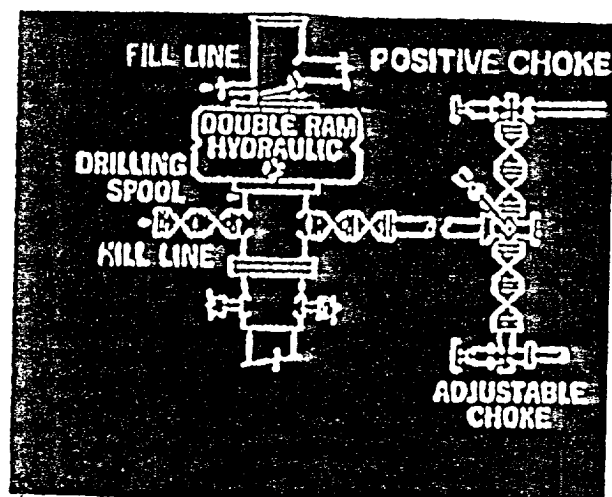 FILL LINE
POSITIVE CHOKE
DOUBLE RAM
HYDRAULIC
DRILLING
SPOOL
KILL LINE
ADJUSTABLE
CHOKE